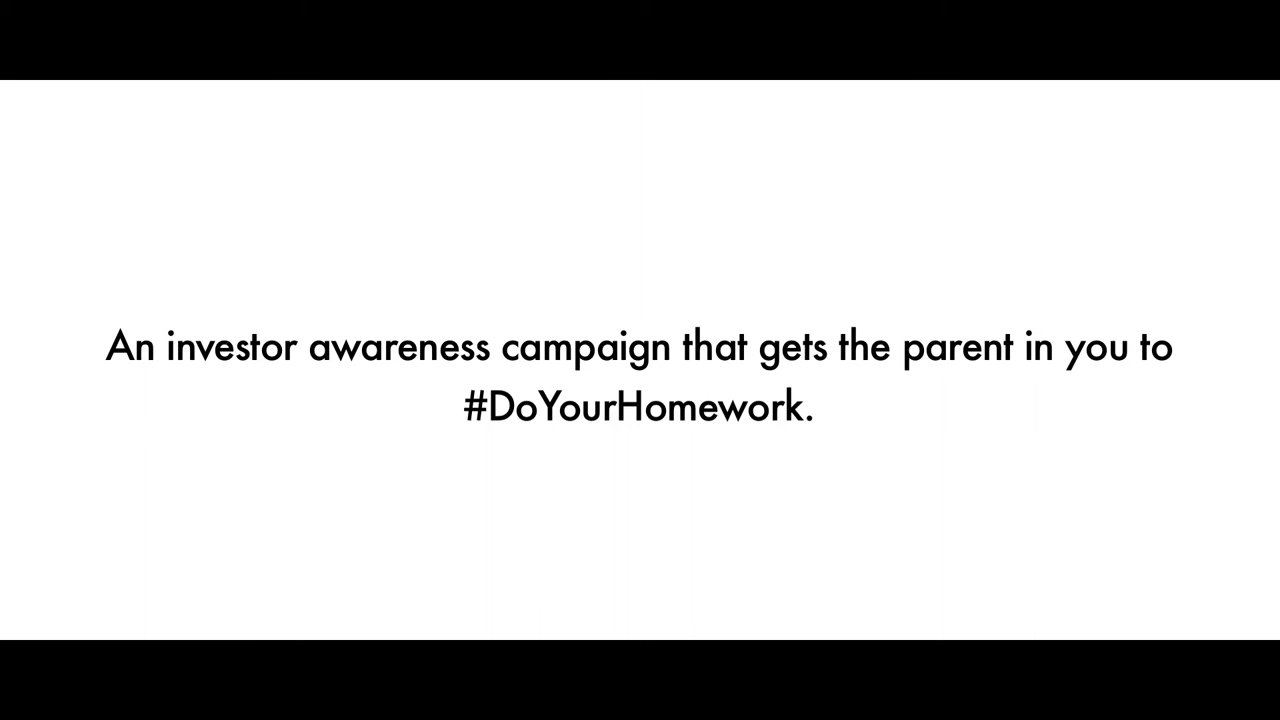 An investor awareness campaign that gets the parent in you to
#DoYourHomework.